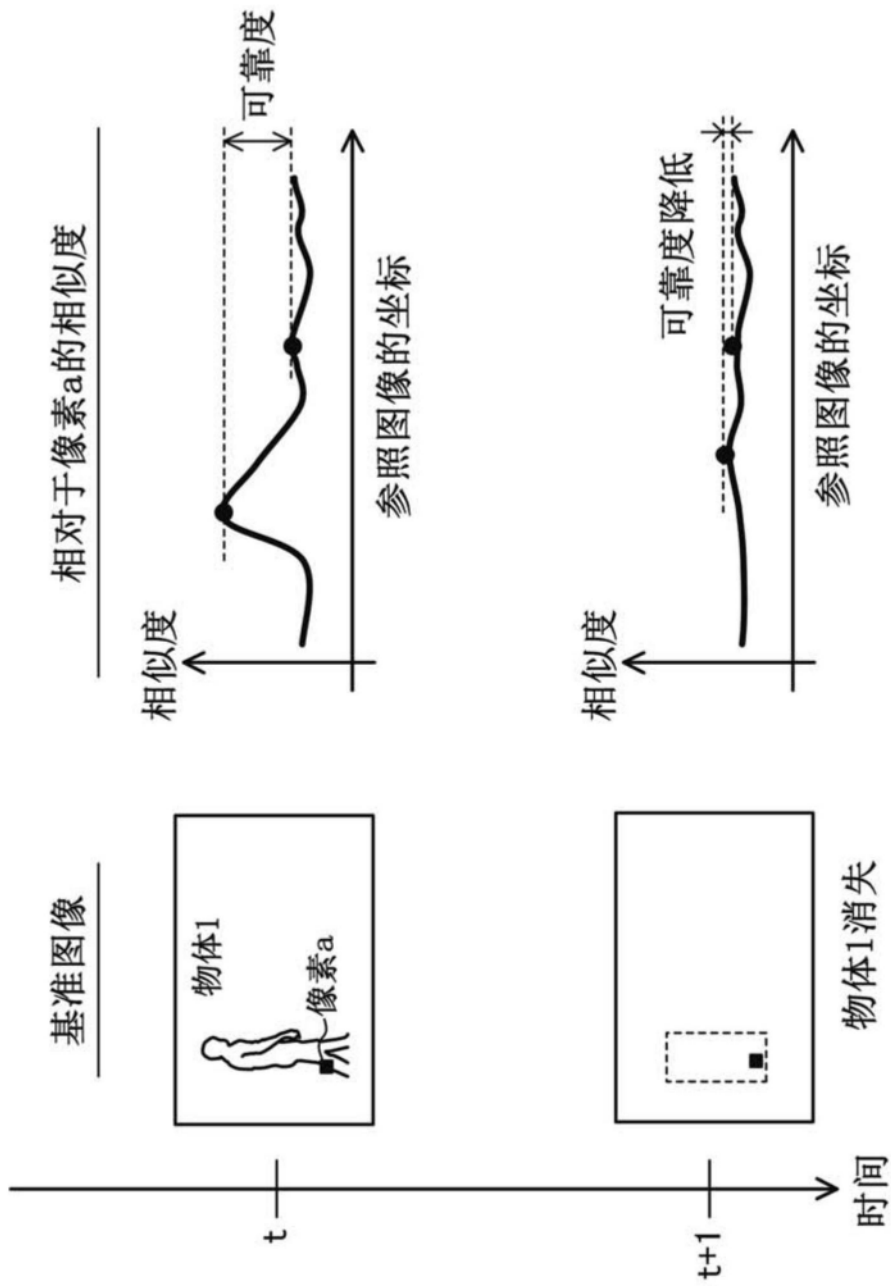 基准图像
相对于像素a的相似度
t
物体1
像素a
相似度
可靠度
参照图像的坐标
t+1
物体1消失
相似度
可靠度降低
参照图像的坐标
时间